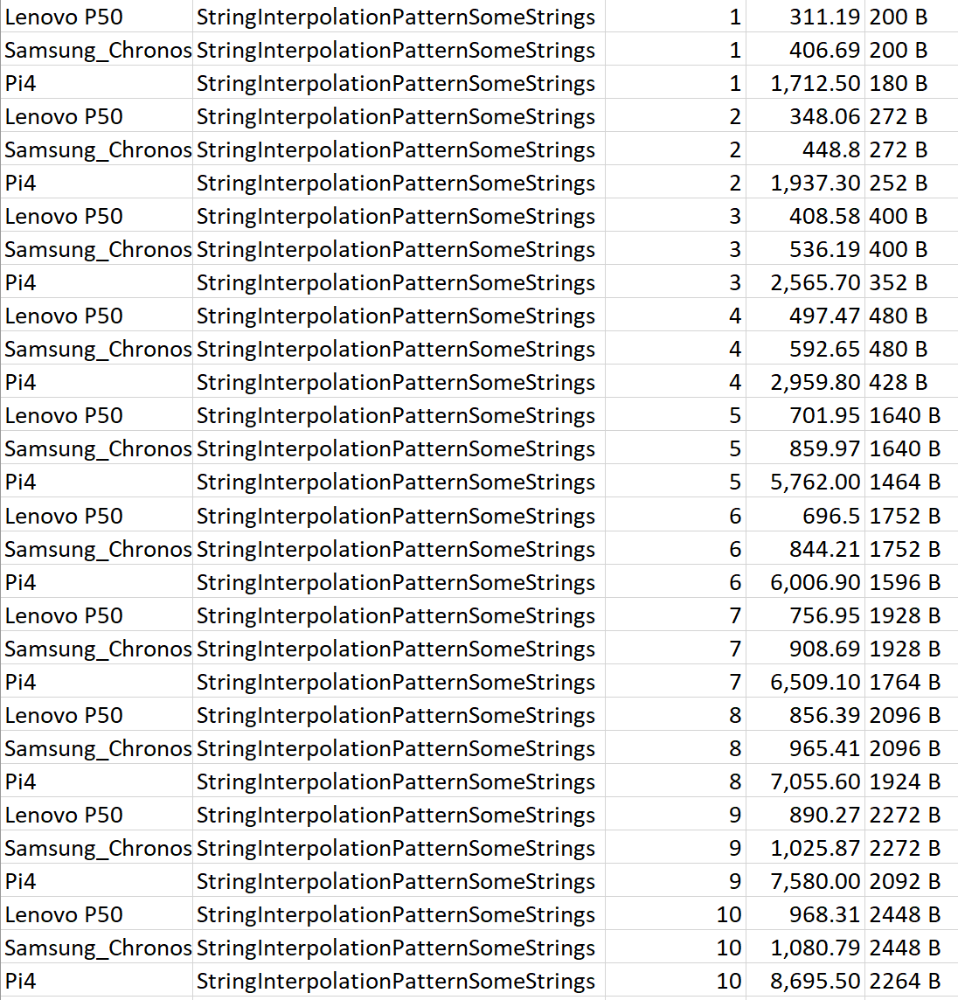 Lenovo P50 StringInterpolationPatternSomeStrings 1 311.19 200 B
Samsung_Chronos StringInterpolationPatternSomeStrings 1 406.69 200 B
Pi4 StringInterpolationPatternSomeStrings 1 1,712.50 180 B
Lenovo P50 StringInterpolationPatternSomeStrings 2 348.06 272 B
Samsung_Chronos StringInterpolationPatternSomeStrings 2 448.8 272 B
Pi4 StringInterpolationPatternSomeStrings 2 1,937.30 252 B
Lenovo P50 StringInterpolationPatternSomeStrings 3 408.58 400 B
Samsung_Chronos StringInterpolationPatternSomeStrings 3 536.19 400 B
Pi4 StringInterpolationPatternSomeStrings 3 2,565.70 352 B
Lenovo P50 StringInterpolationPatternSomeStrings 4 497.47 480 B
Samsung_Chronos StringInterpolationPatternSomeStrings 4 592.65 480 B
Pi4 StringInterpolationPatternSomeStrings 4 2,959.80 428 B
Lenovo P50 StringInterpolationPatternSomeStrings 5 701.95 1640 B
Samsung_Chronos StringInterpolationPatternSomeStrings 5 859.97 1640 B
Pi4 StringInterpolationPatternSomeStrings 5 5,762.00 1464 B
Lenovo P50 StringInterpolationPatternSomeStrings 6 696.5 1752 B
Samsung_Chronos StringInterpolationPatternSomeStrings 6 844.21 1752 B
Pi4 StringInterpolationPatternSomeStrings 6 6,006.90 1596 B
Lenovo P50 StringInterpolationPatternSomeStrings 7 756.95 1928 B
Samsung_Chronos StringInterpolationPatternSomeStrings 7 908.69 1928 B
Pi4 StringInterpolationPatternSomeStrings 7 6,509.10 1764 B
Lenovo P50 StringInterpolationPatternSomeStrings 8 856.39 2096 B
Samsung_Chronos StringInterpolationPatternSomeStrings 8 965.41 2096 B
Pi4 StringInterpolationPatternSomeStrings 8 7,055.60 1924 B
Lenovo P50 StringInterpolationPatternSomeStrings 9 890.27 2272 B
Samsung_Chronos StringInterpolationPatternSomeStrings 9 1,025.87 2272 B
Pi4 StringInterpolationPatternSomeStrings 9 7,580.00 2092 B
Lenovo P50 StringInterpolationPatternSomeStrings 10 968.31 2448 B
Samsung_Chronos StringInterpolationPatternSomeStrings 10 1,080.79 2448 B
Pi4 StringInterpolationPatternSomeStrings 10 8,695.50 2264 B